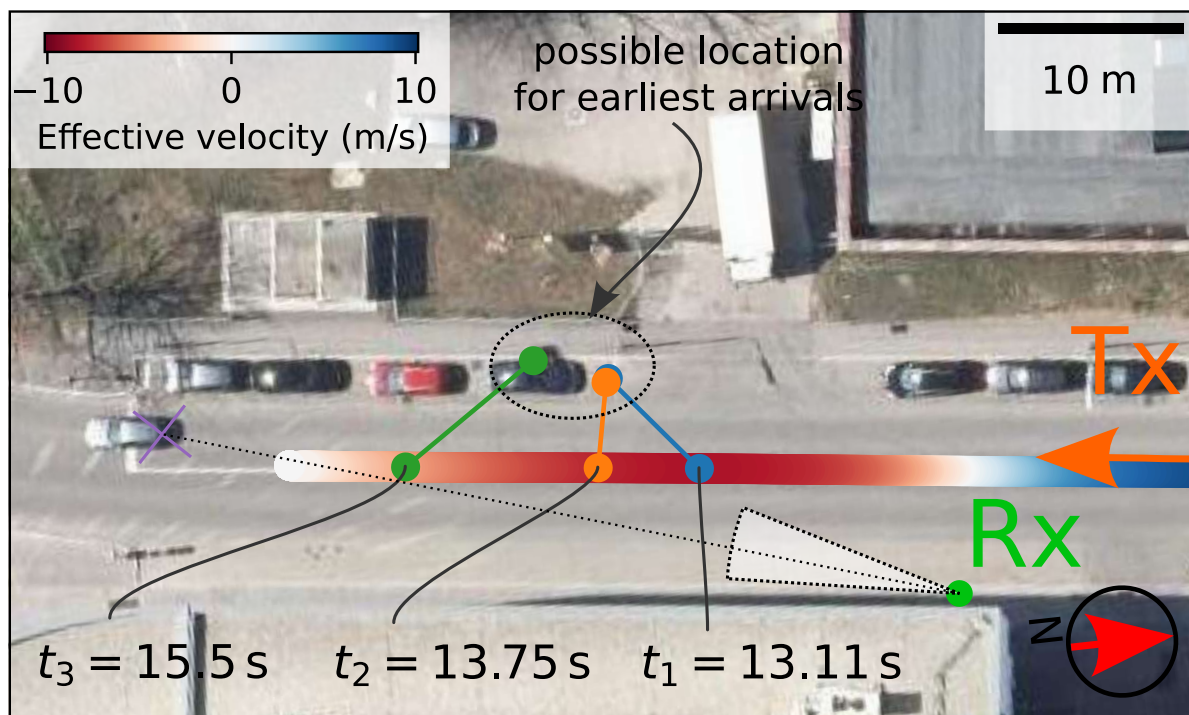 −10 0 10
Effective velocity (m/s)
possible location
for earliest arrivals
10 m
Tx
Rx
N
t3 = 15.5 s t2 = 13.75 s t1 = 13.11 s